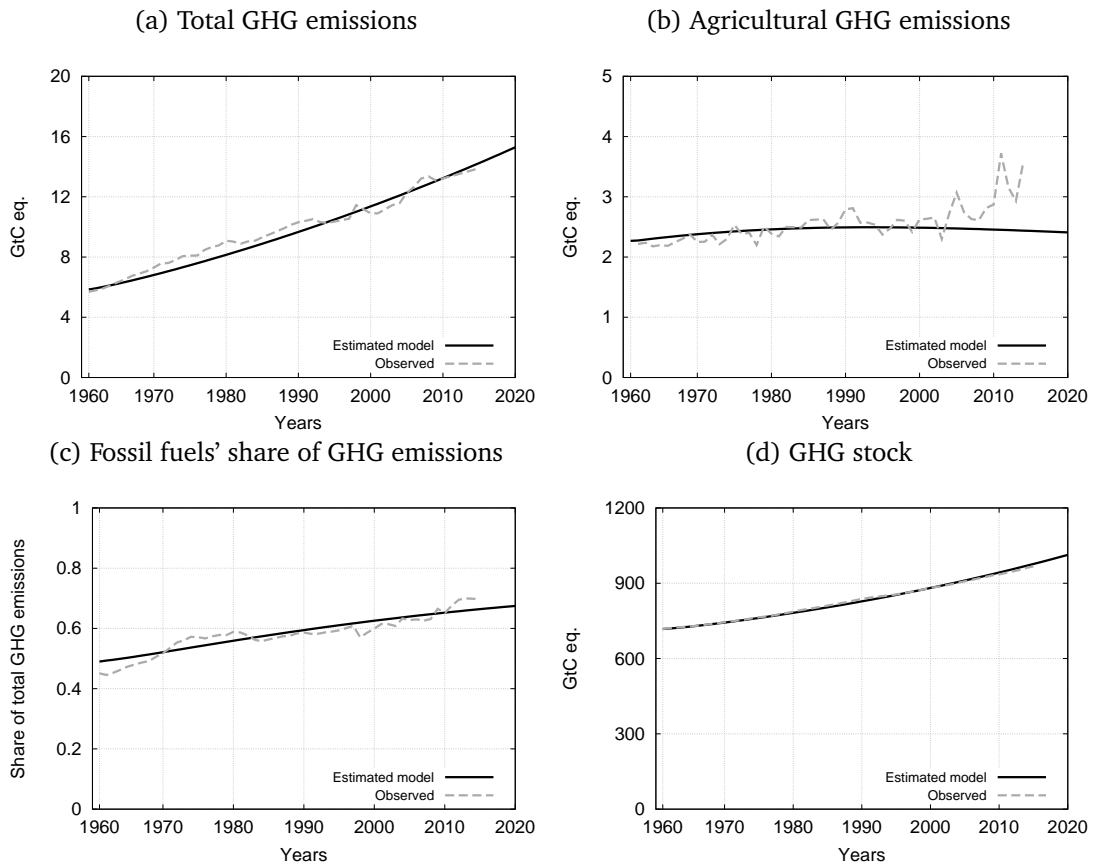 (a) Total GHG emissions
20
16
12
8
4
0
GtC eq.
1960 1970 1980 1990 2000 2010 2020
Years
Estimated model
Observed
(b) Agricultural GHG emissions
5
4
3
2
1
0
GtC eq.
1960 1970 1980 1990 2000 2010 2020
Years
Estimated model
Observed
(c) Fossil fuels’ share of GHG emissions
1
0.8
0.6
0.4
0.2
0
Share of total GHG emissions
1960 1970 1980 1990 2000 2010 2020
Years
Estimated model
Observed
(d) GHG stock
1200
900
600
300
0
GtC eq.
1960 1970 1980 1990 2000 2010 2020
Years
Estimated model
Observed